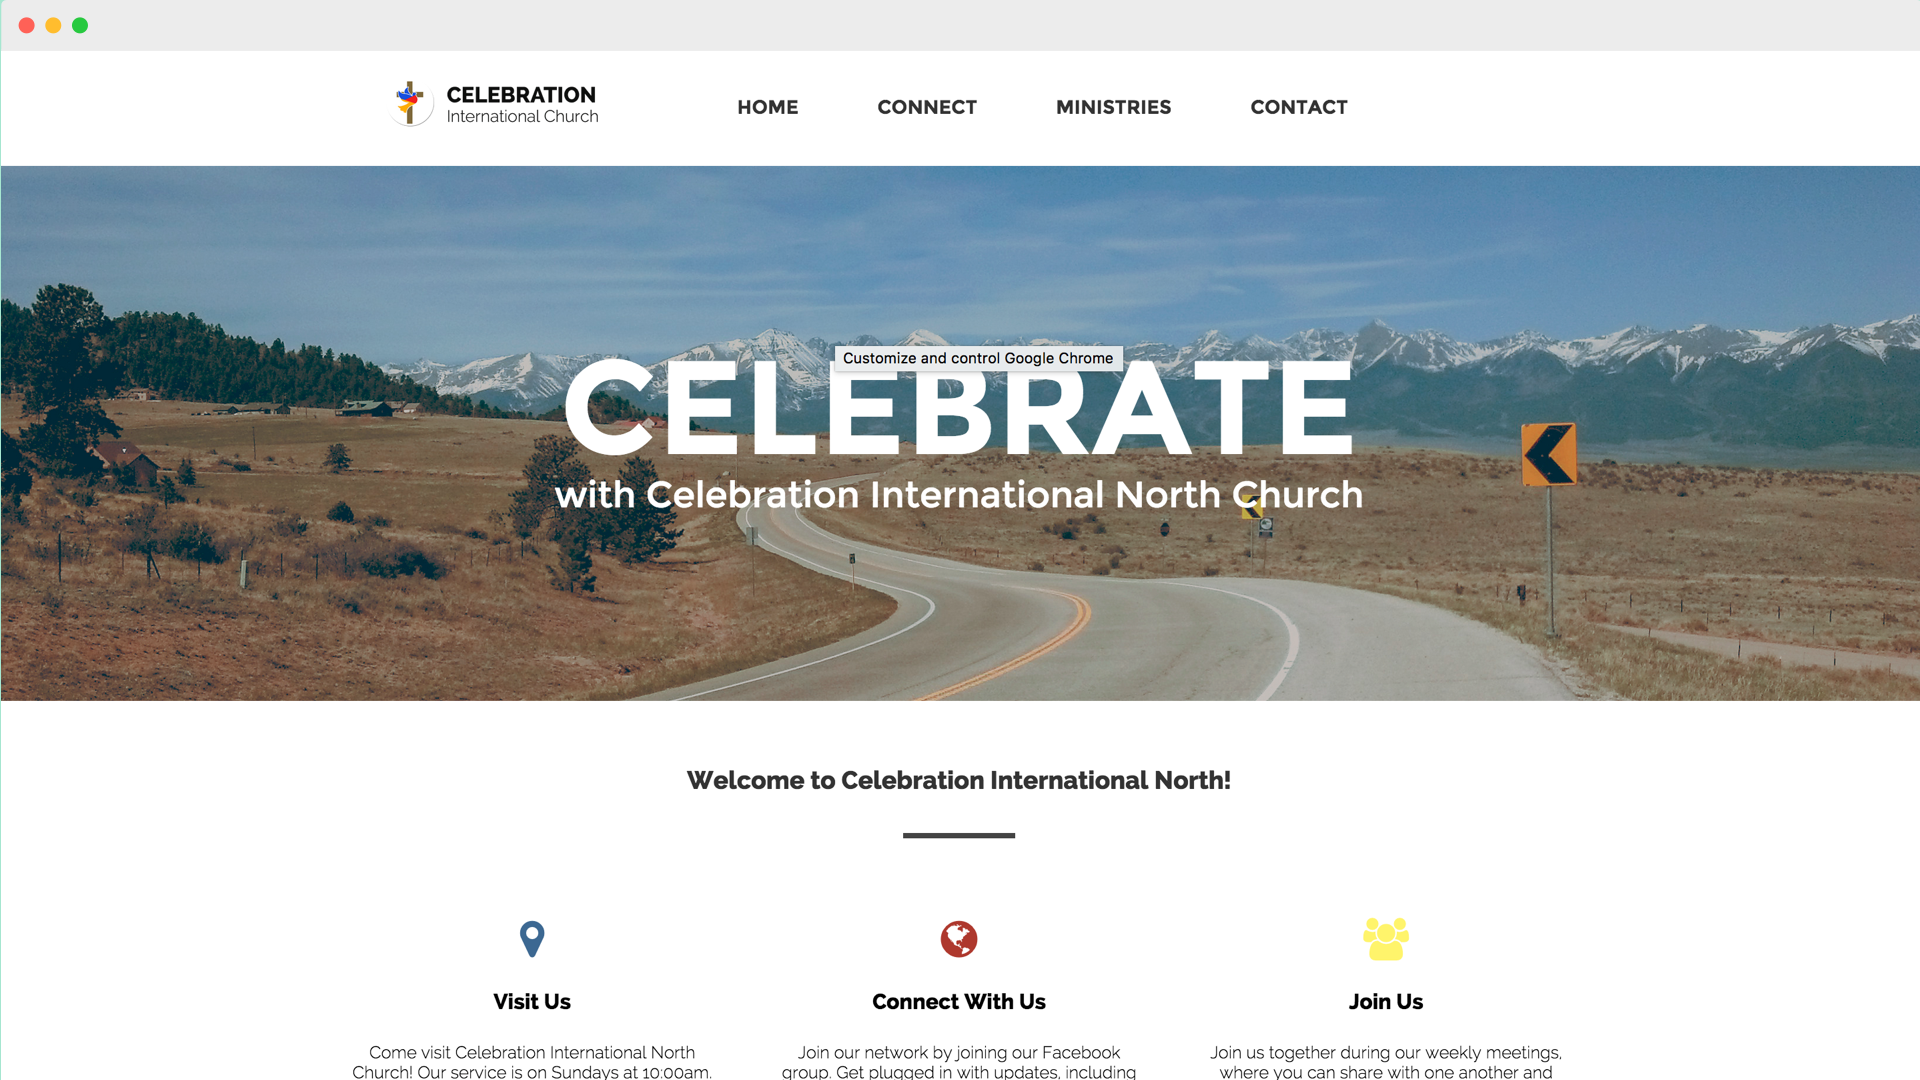 CELEBRATION
International Church
HOME CONNECT MINISTRIES CONTACT
Customize and control Google Chrome
CELEBRATE
with Celebration International North Church
Welcome to Celebration International North!
Visit Us
Come visit Celebration International North
Church! Our service is on Sundays at 10:00am.
Connect With Us
Join our network by joining our Facebook
group. Get plugged in with updates, including
Join Us
Join us together during our weekly meetings,
where you can share with one another and